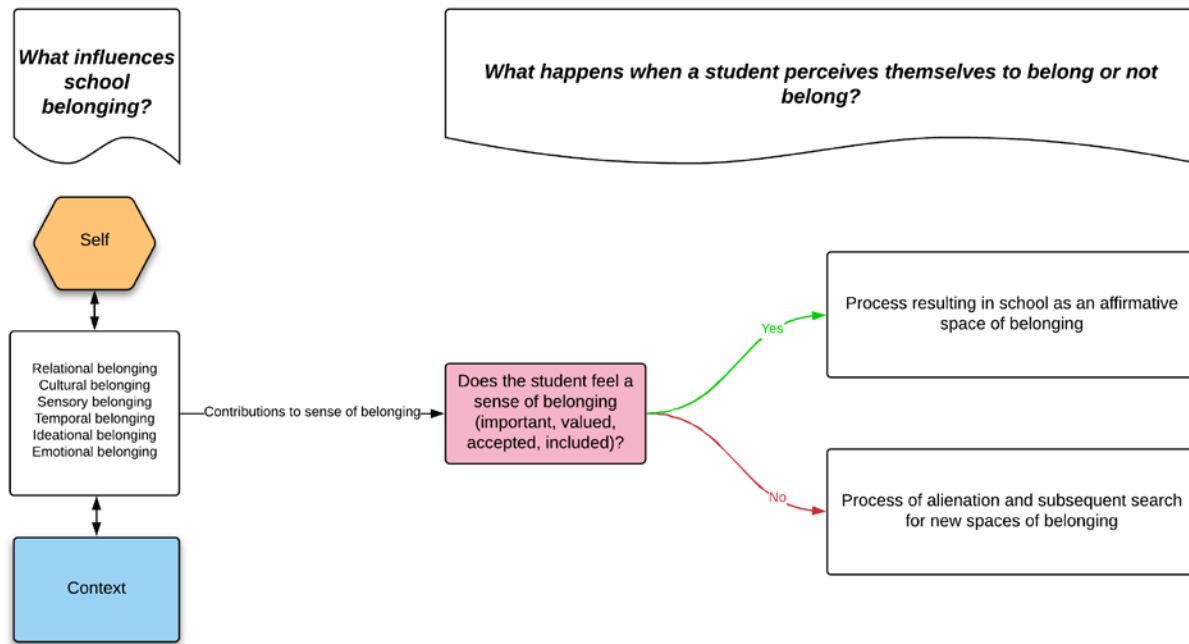 What influences
school
belonging?
What happens when a student perceives themselves to belong or not
belong?
Self
Relational belonging
Cultural belonging
Sensory belonging
Temporal belonging
Ideational belonging
Emotional belonging
Context
Contributions to sense of belonging
Does the student feel a
sense of belonging
(important, valued,
accepted, included)?
Yes
Process resulting in school as an affirmative
space of belonging
No
Process of alienation and subsequent search
for new spaces of belonging